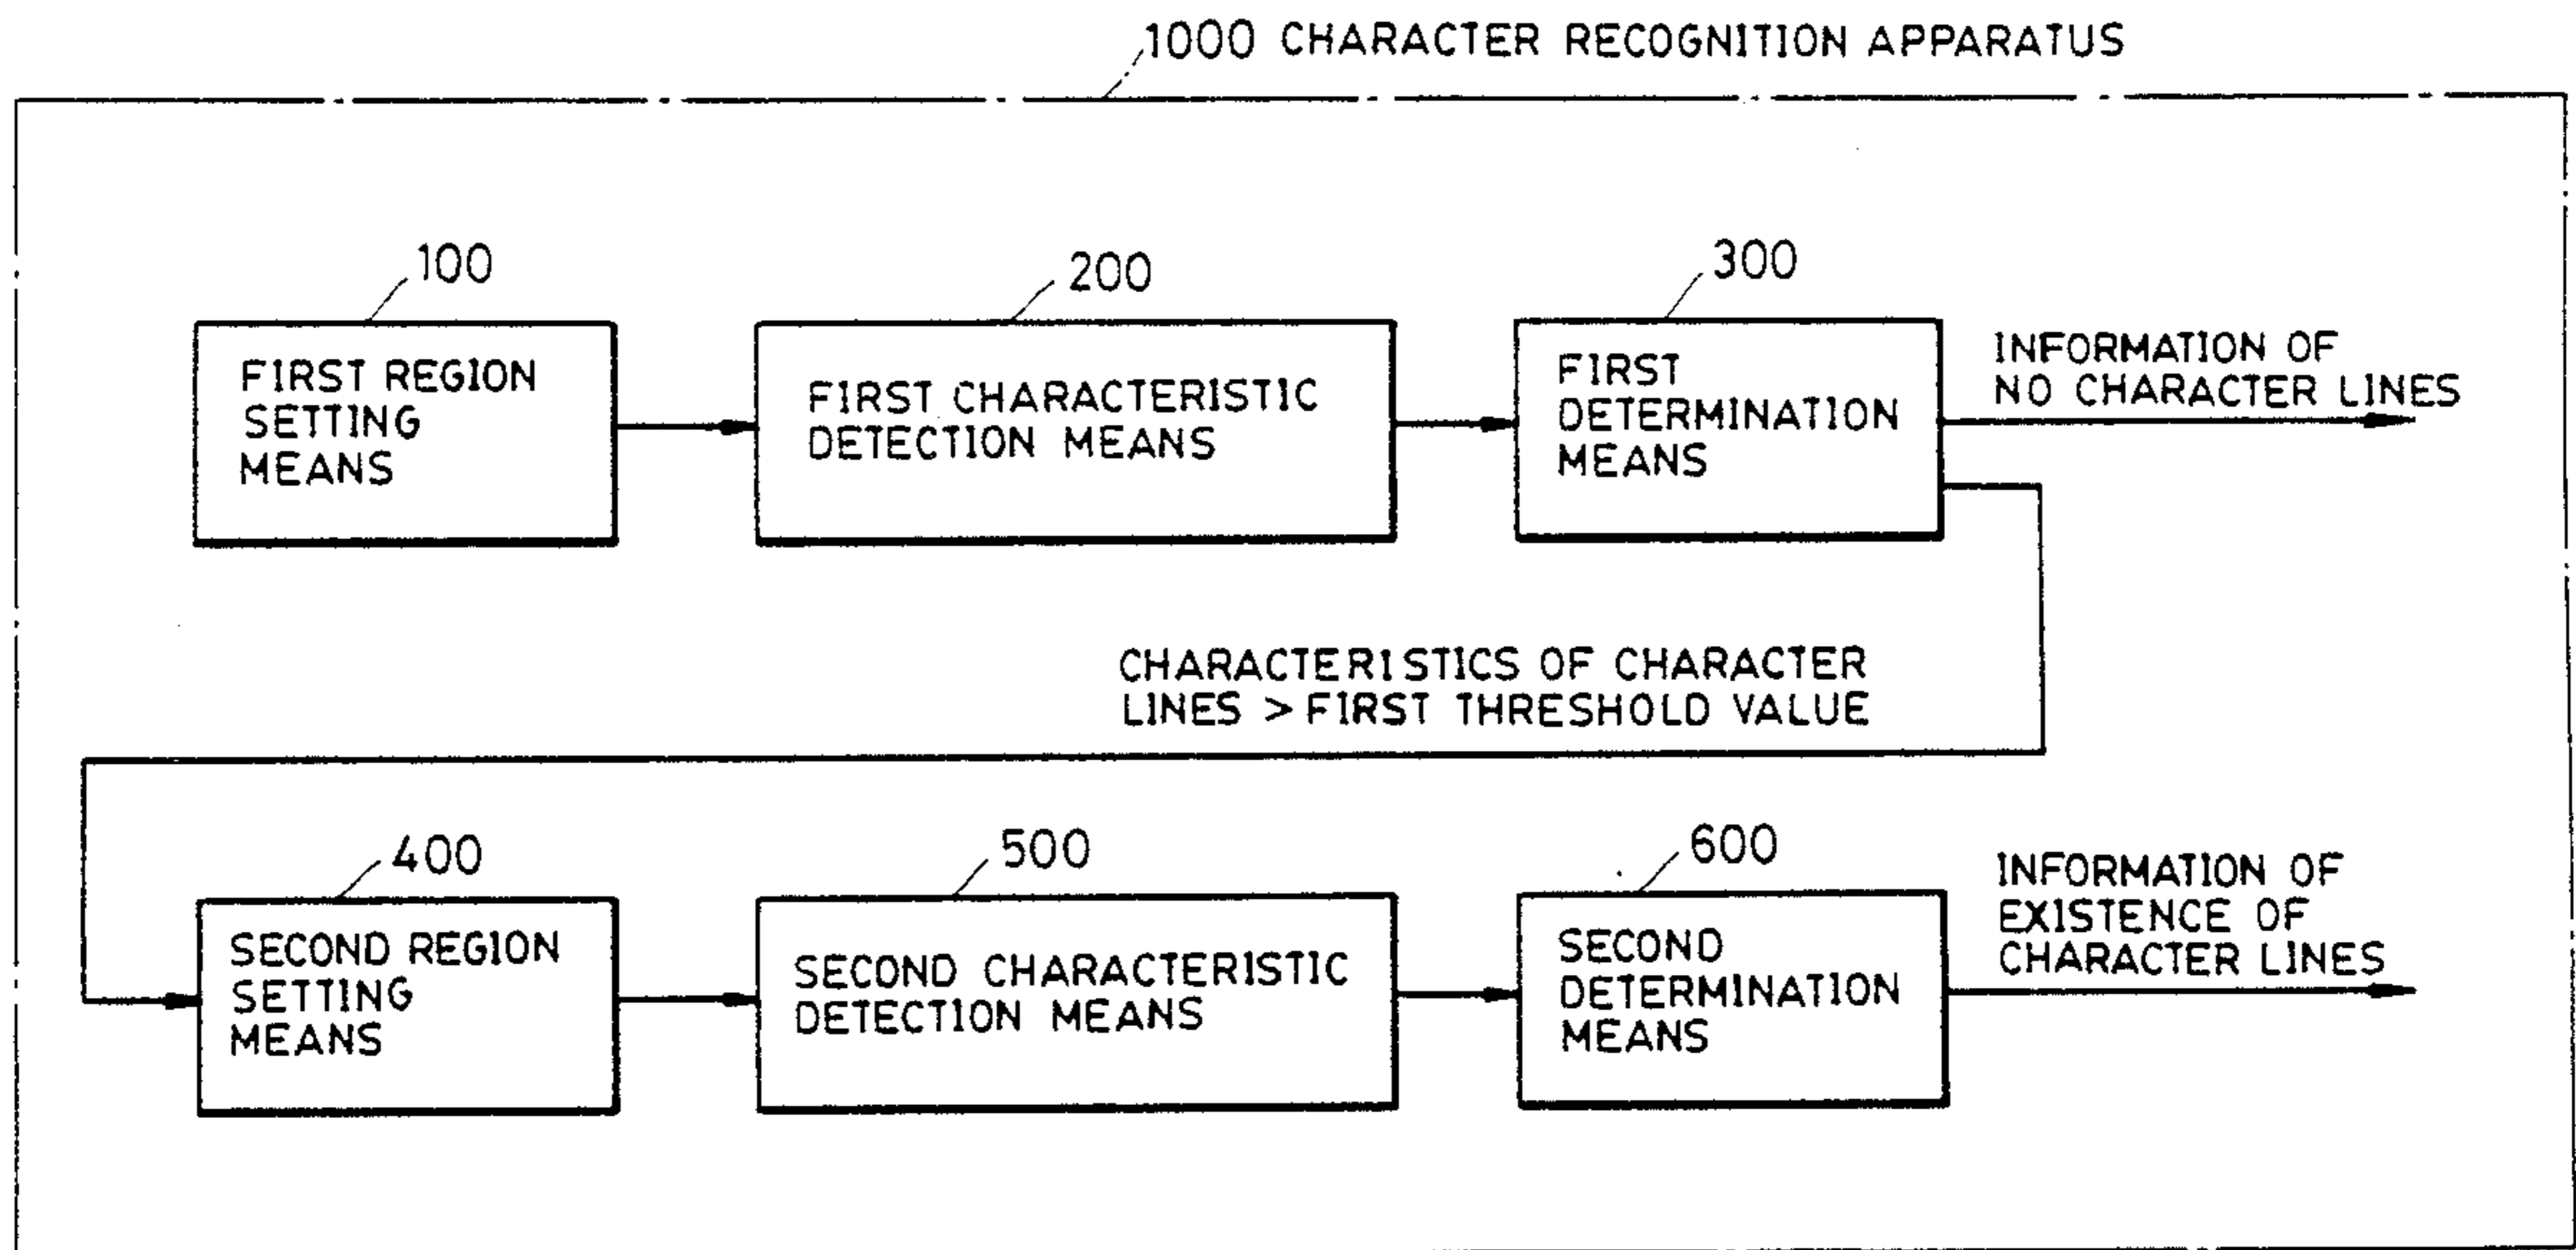 1000 CHARACTER RECOGNITION APPARATUS
100
200
300
FIRST REGION
SETTING
MEANS
FIRST CHARACTERISTIC
DETECTION MEANS
FIRST
DETERMINATION
MEANS
INFORMATION OF
NO CHARACTER LINES
CHARACTERISTICS OF CHARACTER
LINES > FIRST THRESHOLD VALUE
400
500
600
SECOND REGION
SETTING
MEANS
SECOND CHARACTERISTIC
DETECTION MEANS
SECOND
DETERMINATION
MEANS
INFORMATION OF
EXISTENCE OF
CHARACTER LINES